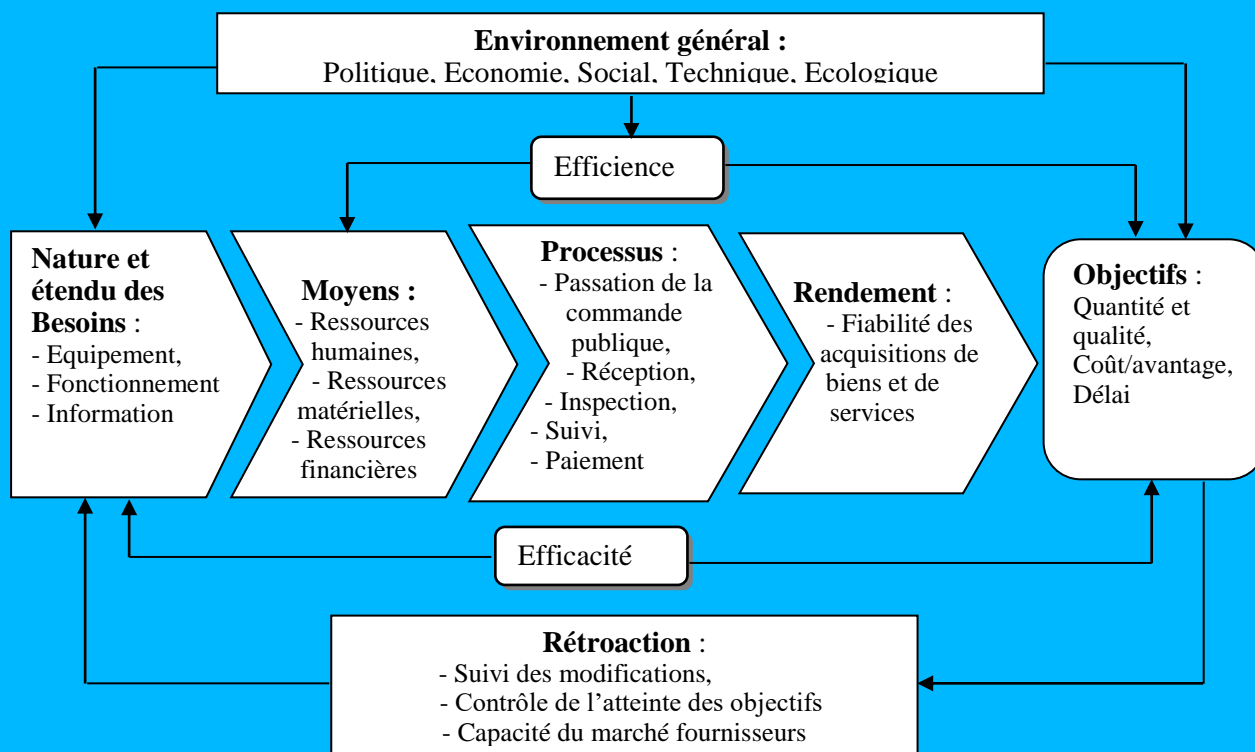 Environnement général :
Politique, Economie, Social, Technique, Ecologique
Efficience
Nature et
étendu des
Besoins :
- Equipement,
- Fonctionnement
- Information
Moyens :
- Ressources
humaines,
- Ressources
matérielles,
- Ressources
financières
Processus :
- Passation de la
commande
publique,
- Réception,
- Inspection,
- Suivi,
- Paiement
Rendement :
- Fiabilité des
acquisitions de
biens et de
services
Objectifs :
Quantité et
qualité,
Coût/avantage,
Délai
Efficacité
Rétroaction :
- Suivi des modifications,
- Contrôle de l’atteinte des objectifs
- Capacité du marché fournisseurs